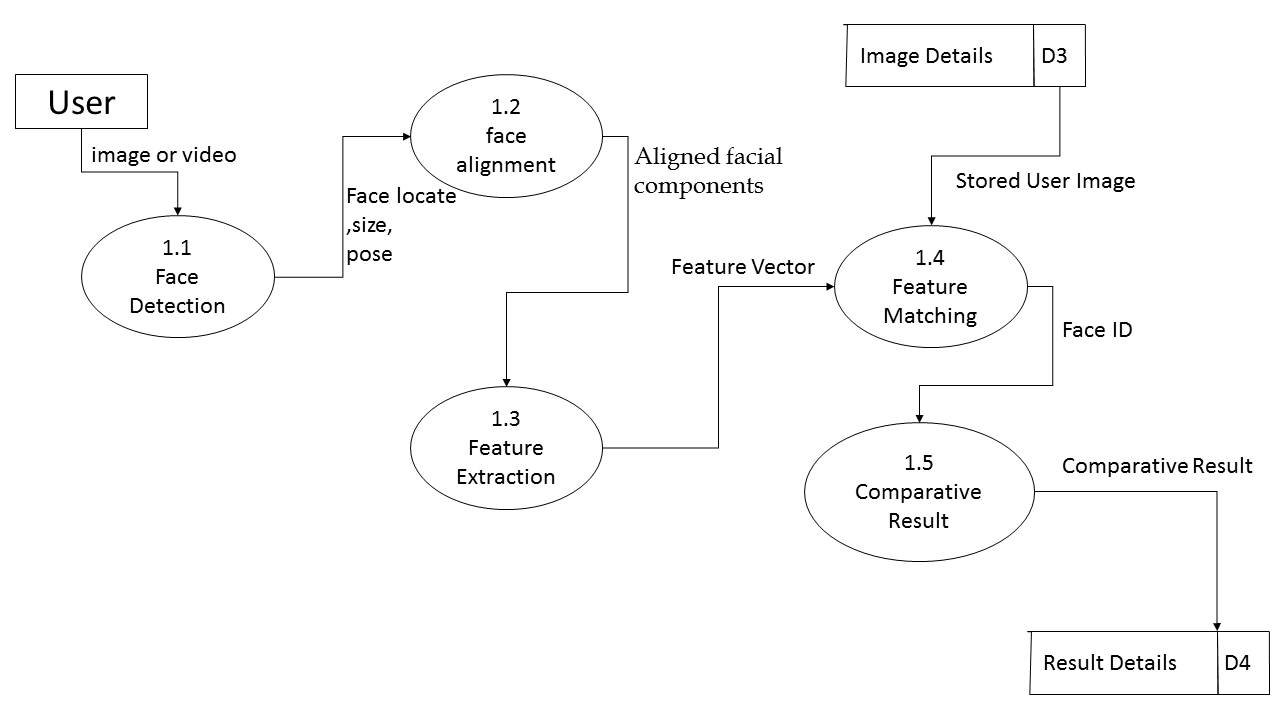 User
image or video
1.1
Face
Detection
Face locate
,size,
pose
1.2
face
alignment
Aligned facial
components
1.3
Feature
Extraction
Feature Vector
Image Details
D3
Stored User Image
1.4
Feature
Matching
Face ID
1.5
Comparative
Result
Comparative Result
Result Details
D4